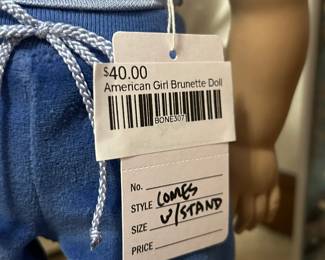 $40.00
American Girl Brunette Doll
BONE307
No.
STYLE COMES
SIZE W/STAND
PRICE